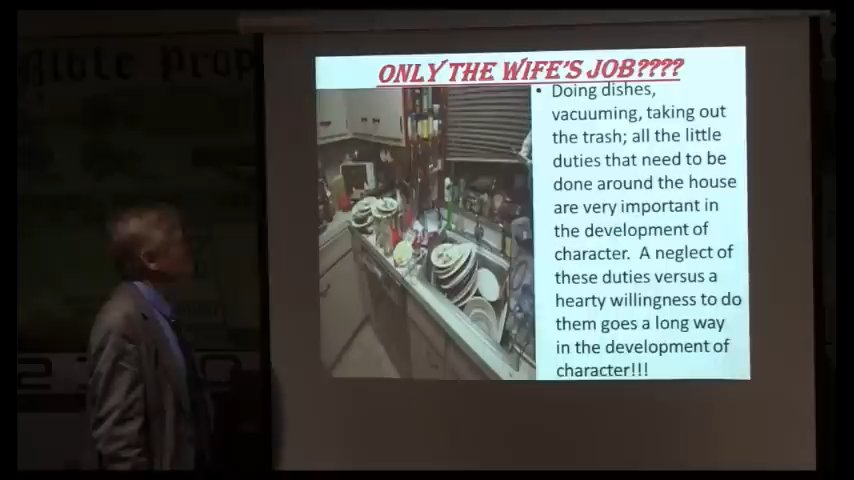 Bible Prop
ONLY THE WIFE'S JOB????
• Doing dishes,
vacuuming, taking out
the trash; all the little
duties that need to be
done around the house
are very important in
the development of
character. A neglect of
these duties versus a
hearty willingness to do
them goes a long way
in the development of
character!!!